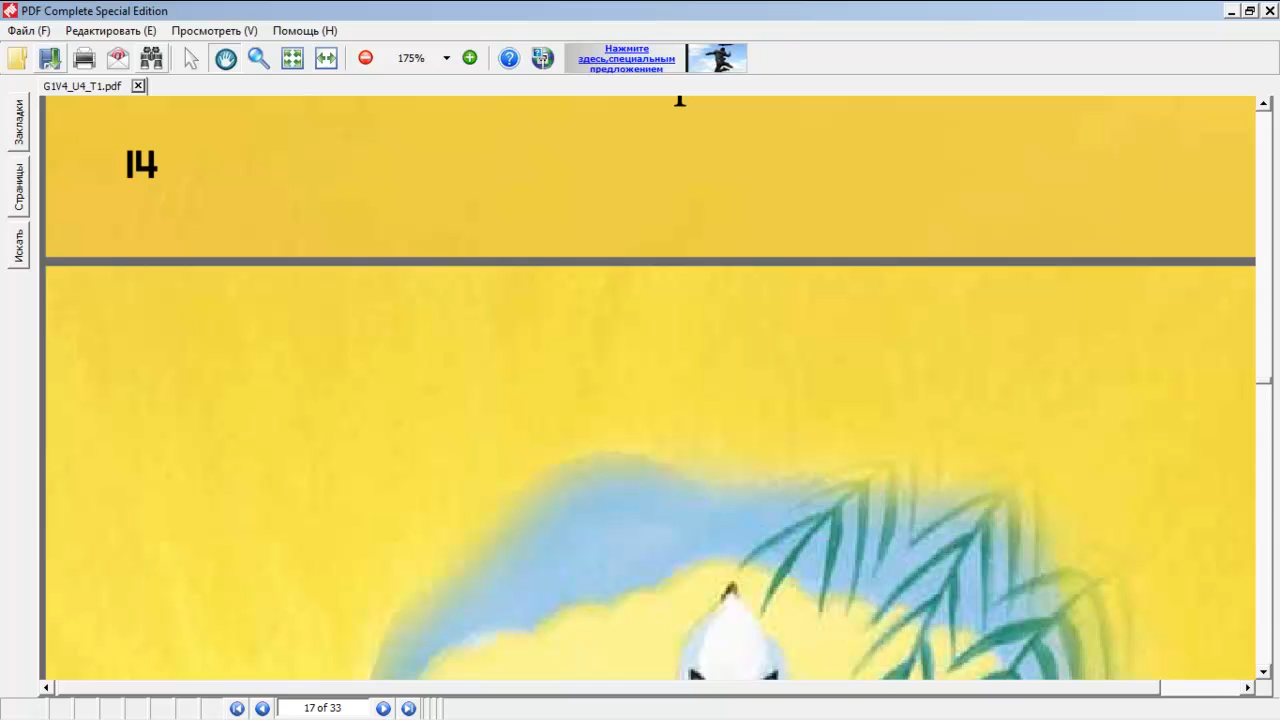 PDF Complete Special Edition
Файл (F) Редактировать (E) Просмотреть (V) Помощь (H)
175%
Нажмите
здесь,специальным
предложением
G1V4_U4_T1.pdf
Закладки
Страницы
Искать
14
17 of 33